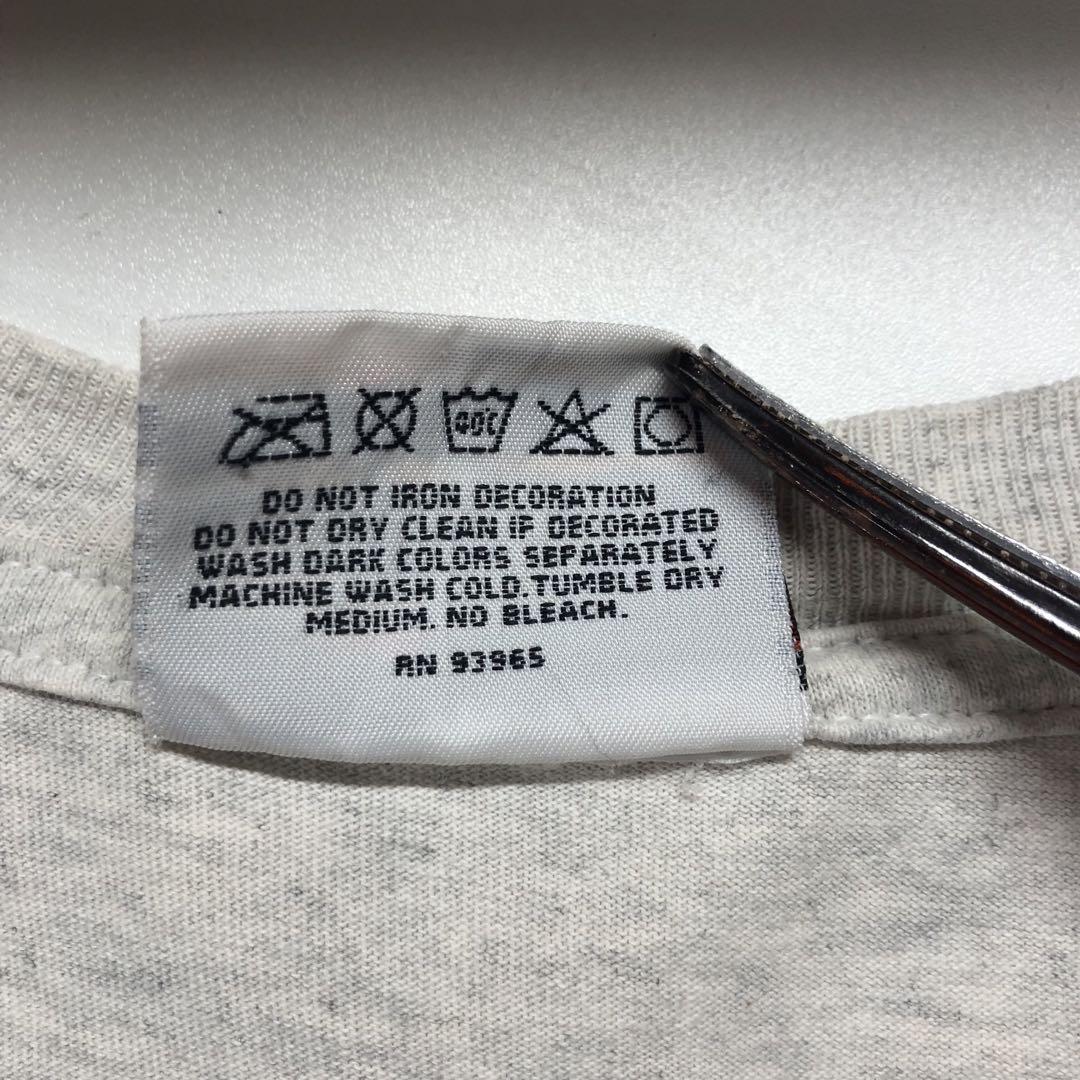 40°C
DO NOT IRON DECORATION
DO NOT DRY CLEAN IF DECORATED
WASH DARK COLORS SEPARATELY
MACHINE WASH COLD. TUMBLE DRY
MEDIUM. NO BLEACH.
RN 93965